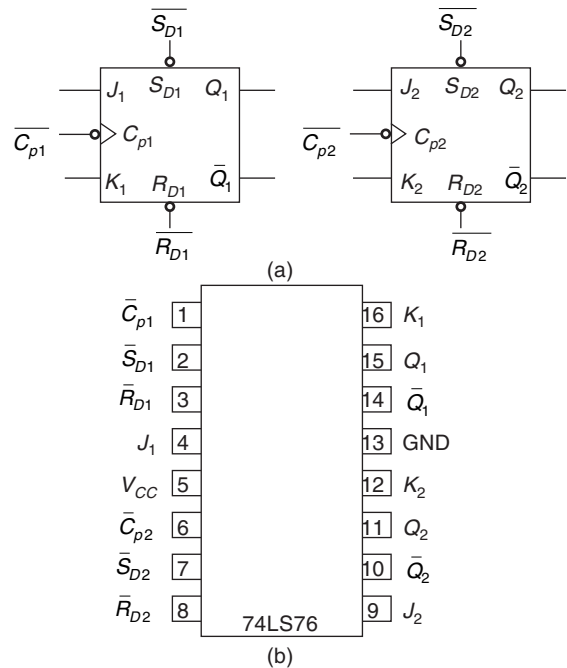 S̅D1 S̅D2
J1 SD1 Q1 J2 SD2 Q2
C̅p1 Cp1 C̅p2 Cp2
K1 RD1 Q̄1 K2 RD2 Q̄2
R̅D1 R̅D2
(a)
C̄p1 1 16 K1
S̄D1 2 15 Q1
R̄D1 3 14 Q̄1
J1 4 13 GND
VCC 5 12 K2
C̄p2 6 11 Q2
S̄D2 7 10 Q̄2
R̄D2 8 9 J2
74LS76
(b)